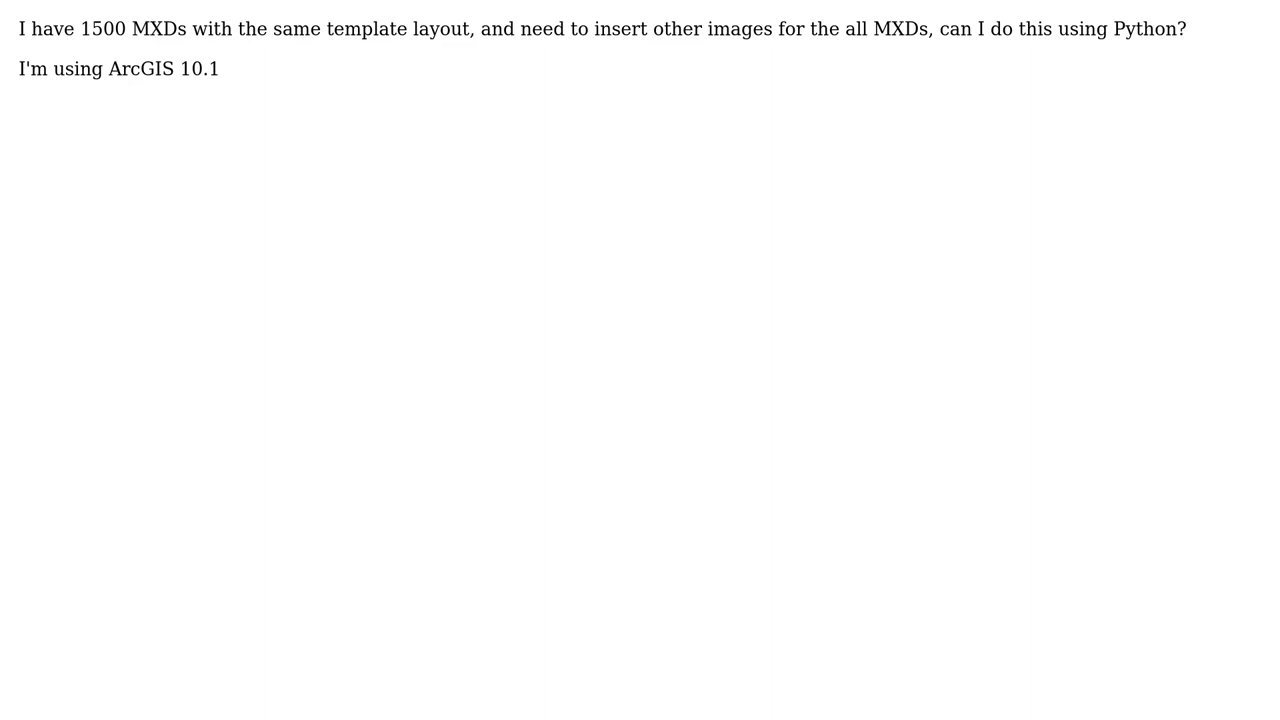 I have 1500 MXDs with the same template layout, and need to insert other images for the all MXDs, can I do this using Python?
I'm using ArcGIS 10.1